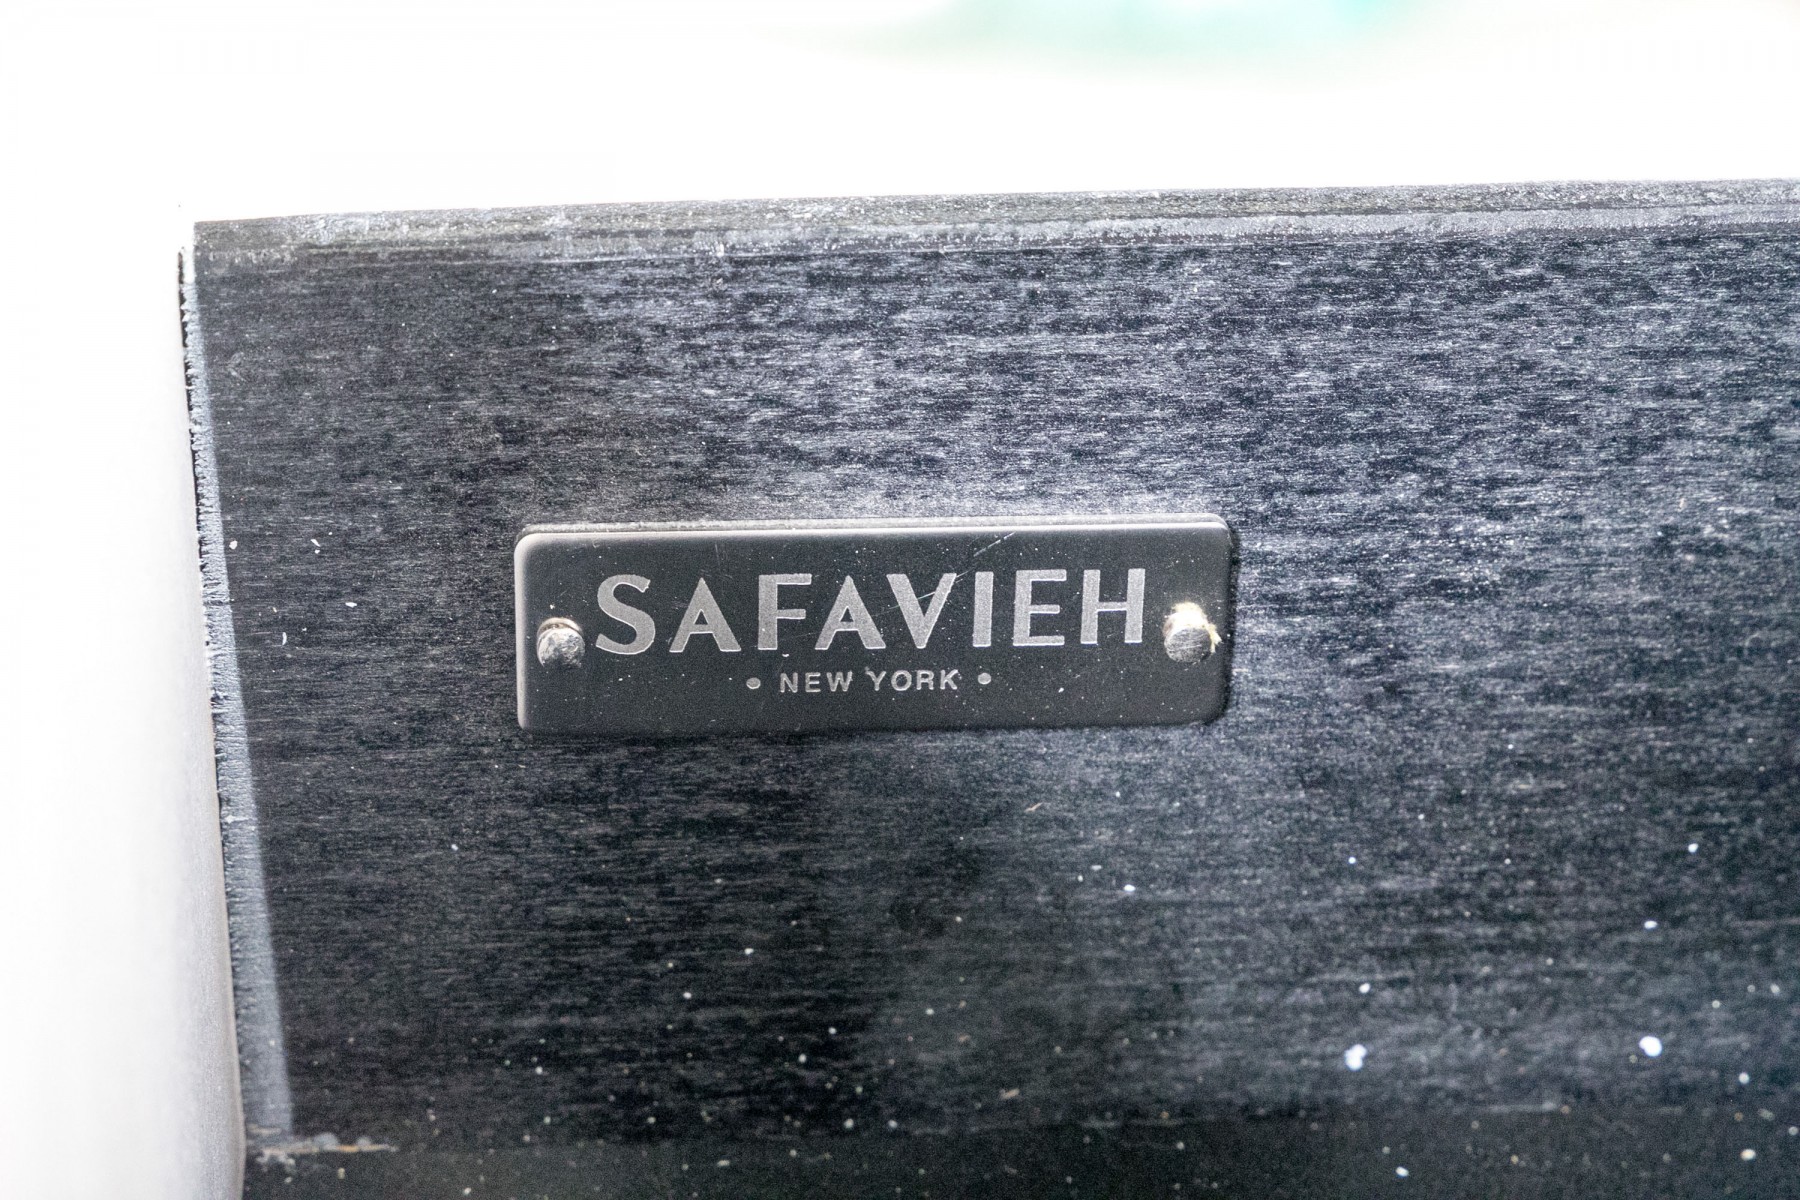 SAFAVIEH
• NEW YORK •